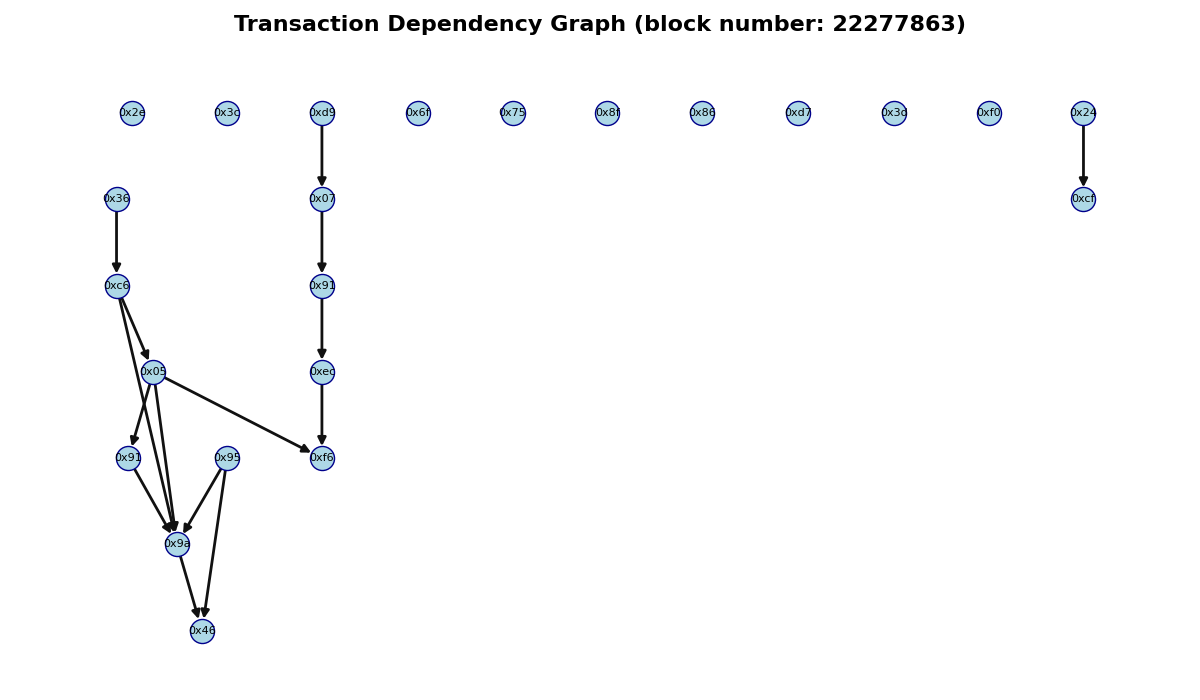 Transaction Dependency Graph (block number: 22277863)
0x2e 0x3c 0xd9 0x6f 0x75 0x8f 0x86 0xd7 0x3d 0xf0 0x24
0x36 0x07 0xcf
0xc6 0x91
0x05 0xec
0x91 0x95 0xf6
0x9a
0x46